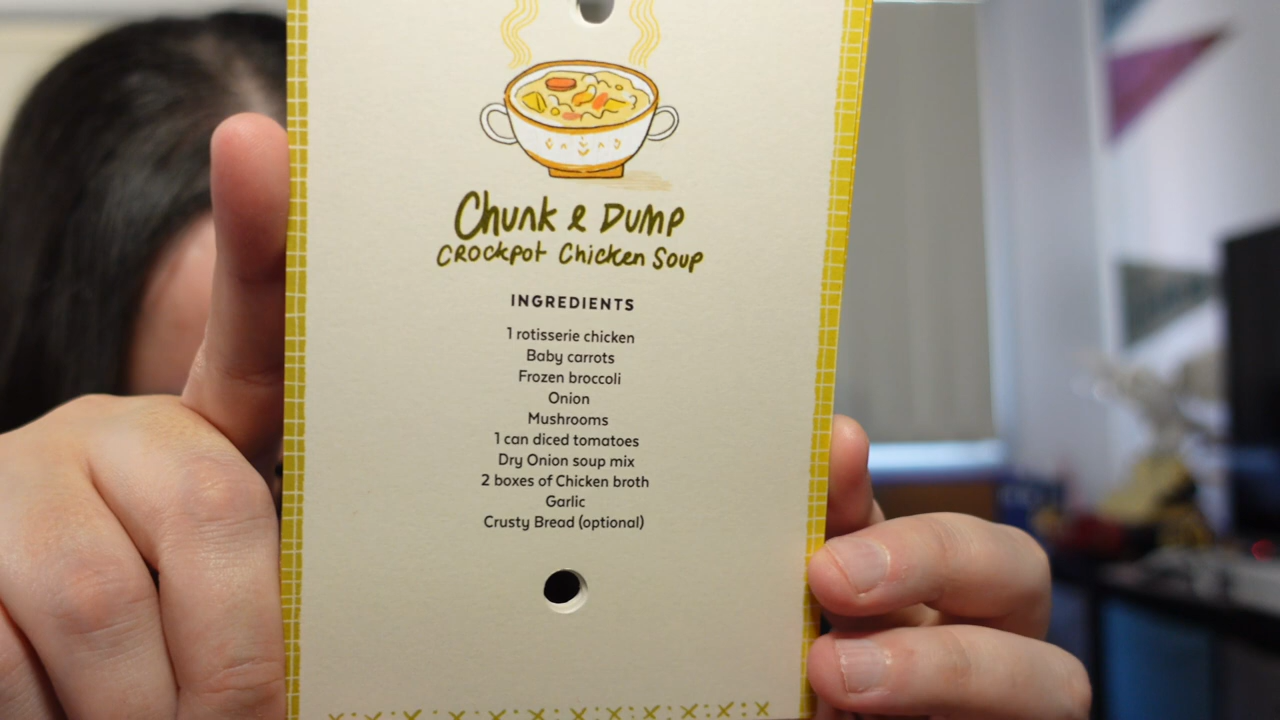 Chunk & Dump
Crockpot Chicken Soup
INGREDIENTS
1 rotisserie chicken
Baby carrots
Frozen broccoli
Onion
Mushrooms
1 can diced tomatoes
Dry Onion soup mix
2 boxes of Chicken broth
Garlic
Crusty Bread (optional)